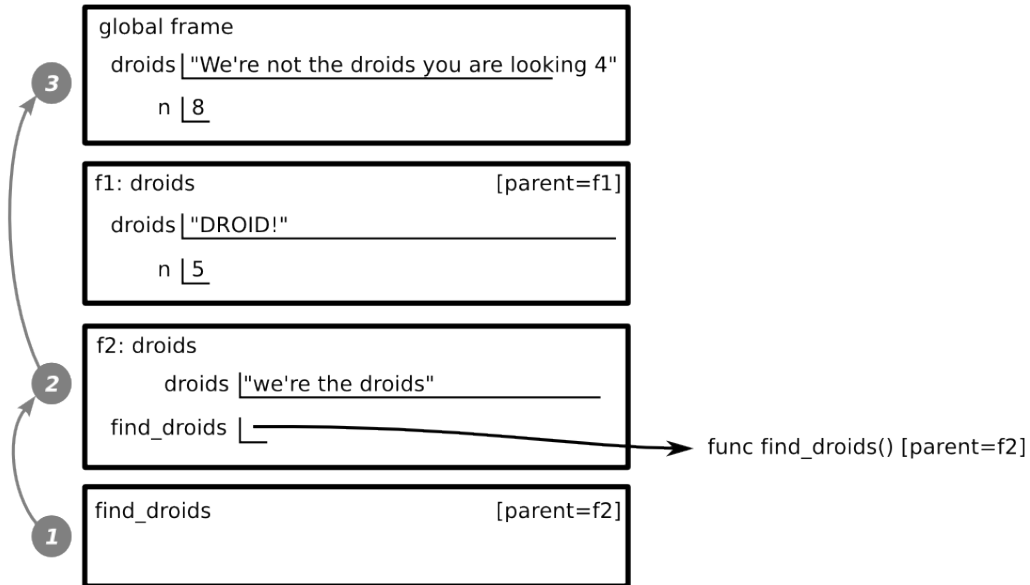 global frame
droids "We're not the droids you are looking 4"
n 8
3
f1: droids [parent=f1]
droids "DROID!"
n 5
f2: droids
droids "we're the droids"
2
find_droids
func find_droids() [parent=f2]
find_droids [parent=f2]
1